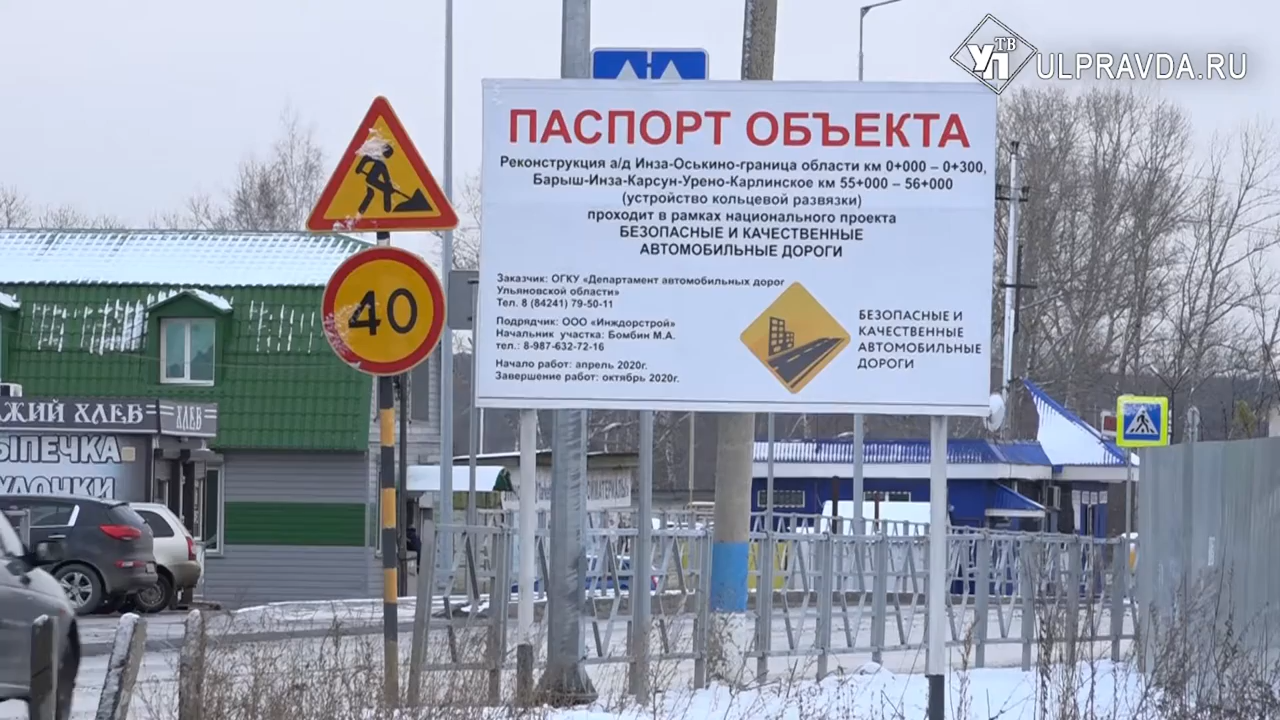 УП ТВ ULPRAVDA.RU
ПАСПОРТ ОБЪЕКТА
Реконструкция а/д Инза-Оськино-граница области км 0+000 – 0+300,
Барыш-Инза-Карсун-Урено-Карлинское км 55+000 – 56+000
(устройство кольцевой развязки)
проходит в рамках национального проекта
БЕЗОПАСНЫЕ И КАЧЕСТВЕННЫЕ
АВТОМОБИЛЬНЫЕ ДОРОГИ
Заказчик: ОГКУ «Департамент автомобильных дорог
Ульяновской области»
Тел. 8 (84241) 79-50-11
Подрядчик: ООО «Инждорстрой»
Начальник участка: Бомбин М.А.
тел.: 8-987-632-72-16
Начало работ: апрель 2020г.
Завершение работ: октябрь 2020г.
БЕЗОПАСНЫЕ И
КАЧЕСТВЕННЫЕ
АВТОМОБИЛЬНЫЕ
ДОРОГИ
40
ЖИЙ ХЛЕБ
ХЛЕБ
ЫПЕЧКА
УЛОЧКИ